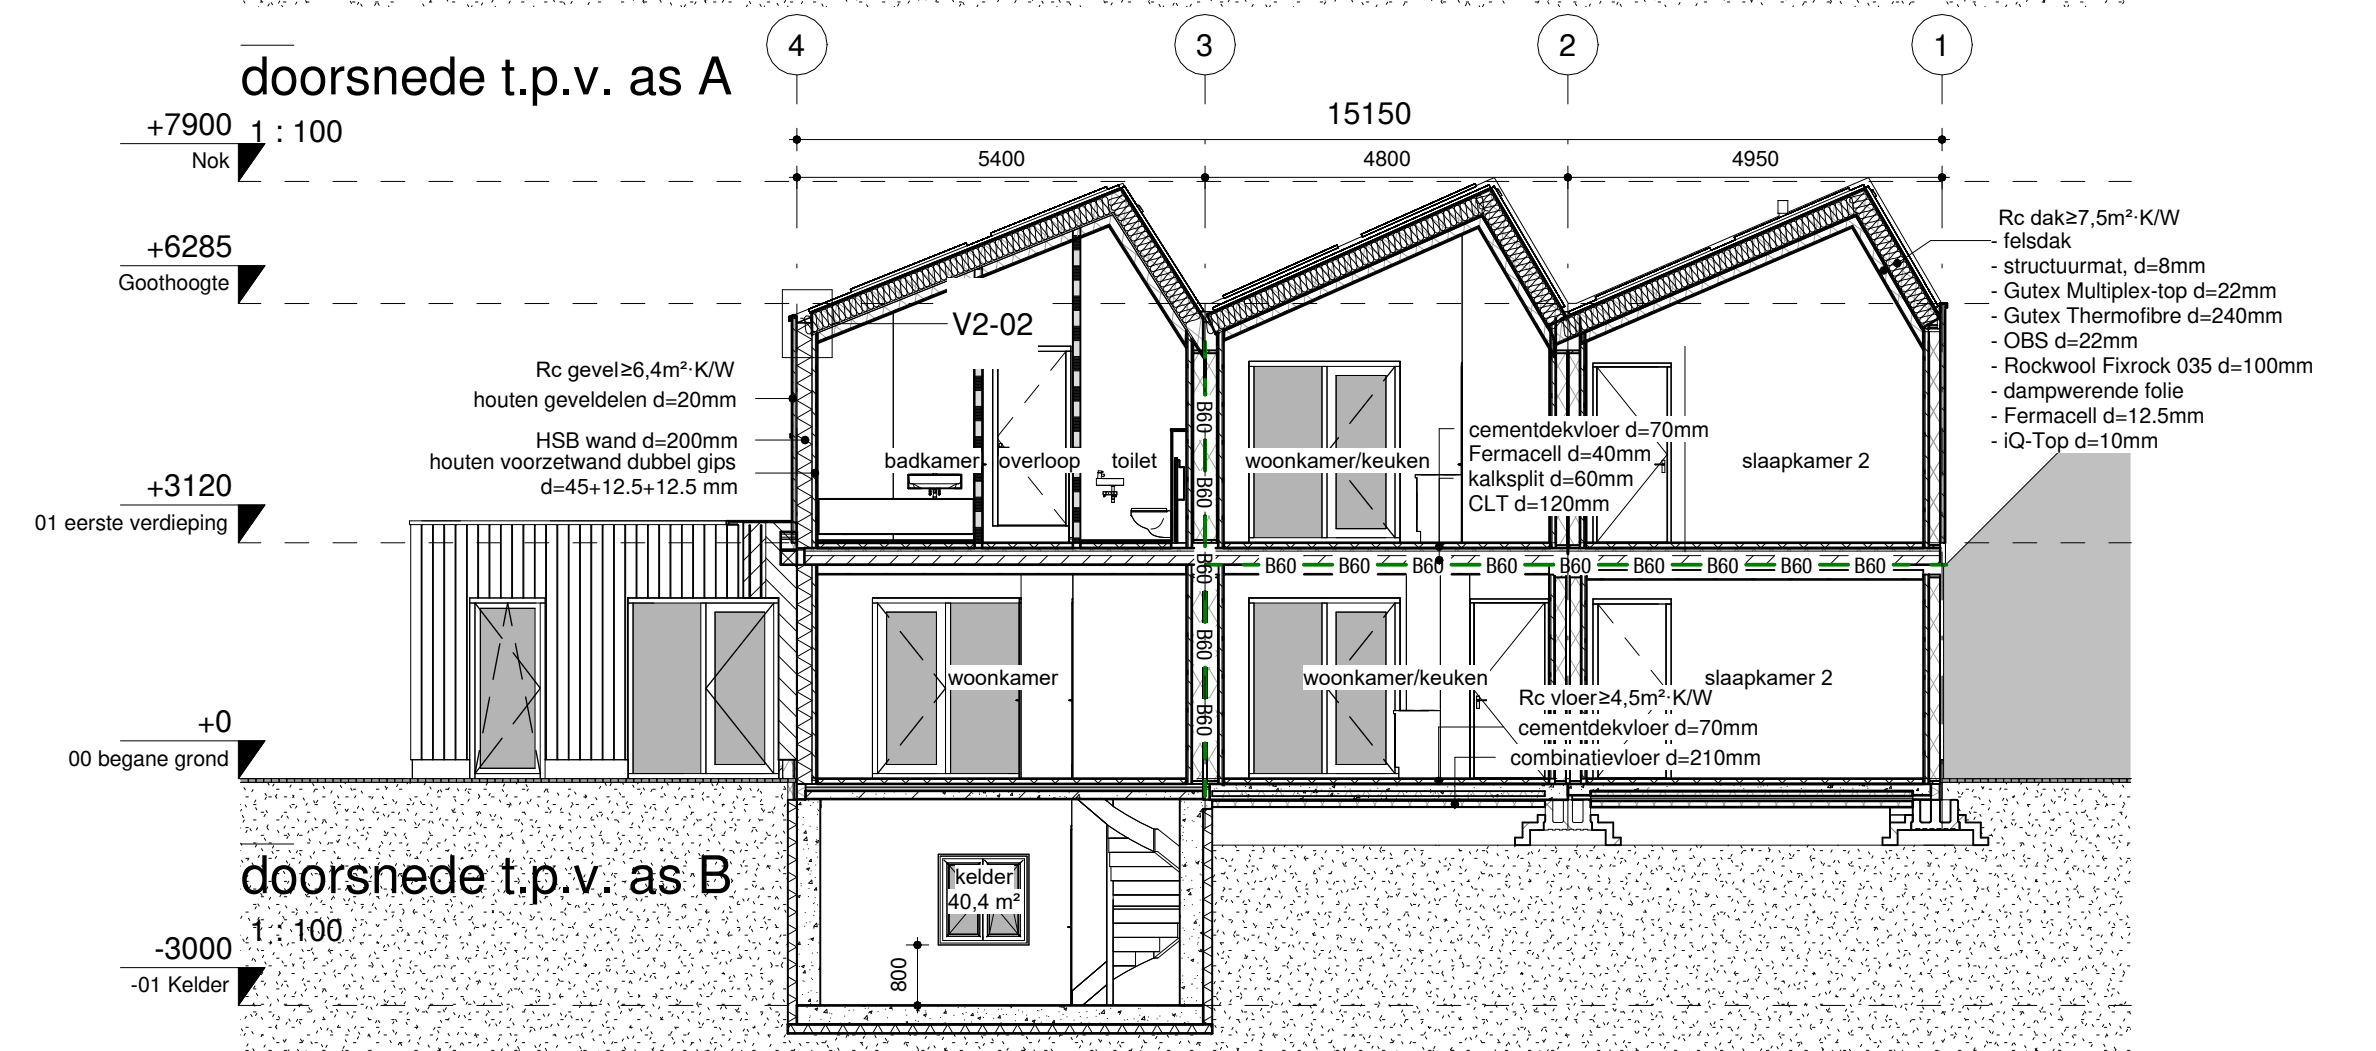 4
3
2
1
doorsnede t.p.v. as A
1 : 100
15150
5400
4800
4950
+7900
Nok
+6285
Goothoogte
+3120
01 eerste verdieping
+0
00 begane grond
-3000
-01 Kelder
Rc dak≥7,5m²·K/W
- felsdak
- structuurmat, d=8mm
- Gutex Multiplex-top d=22mm
- Gutex Thermofibre d=240mm
- OBS d=22mm
- Rockwool Fixrock 035 d=100mm
- dampwerende folie
- Fermacell d=12.5mm
- iQ-Top d=10mm
V2-02
Rc gevel≥6,4m²·K/W
houten geveldelen d=20mm
HSB wand d=200mm
houten voorzetwand dubbel gips
d=45+12.5+12.5 mm
badkamer
overloop
toilet
woonkamer/keuken
slaapkamer 2
cementdekvloer d=70mm
Fermacell d=40mm
kalksplit d=60mm
CLT d=120mm
B60
B60
B60
B60
B60
B60 B60 B60 B60 B60 B60 B60 B60 B60
woonkamer
woonkamer/keuken
slaapkamer 2
Rc vloer≥4,5m²·K/W
cementdekvloer d=70mm
combinatievloer d=210mm
kelder
40,4 m²
800
doorsnede t.p.v. as B
1 : 100